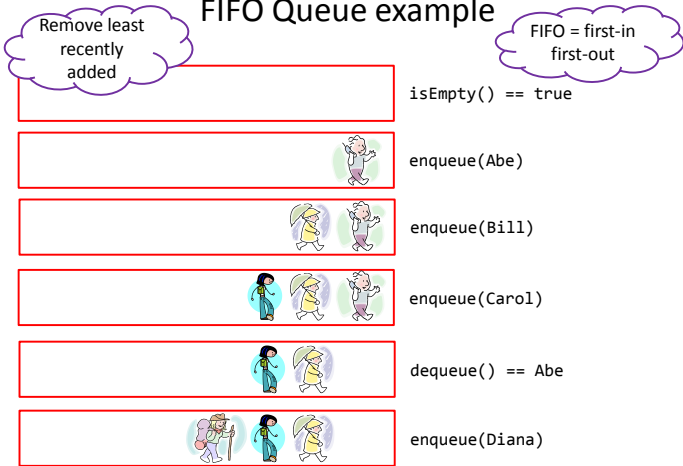 FIFO Queue example
Remove least
recently
added
FIFO = first-in
first-out
isEmpty() == true
enqueue(Abe)
enqueue(Bill)
enqueue(Carol)
dequeue() == Abe
enqueue(Diana)